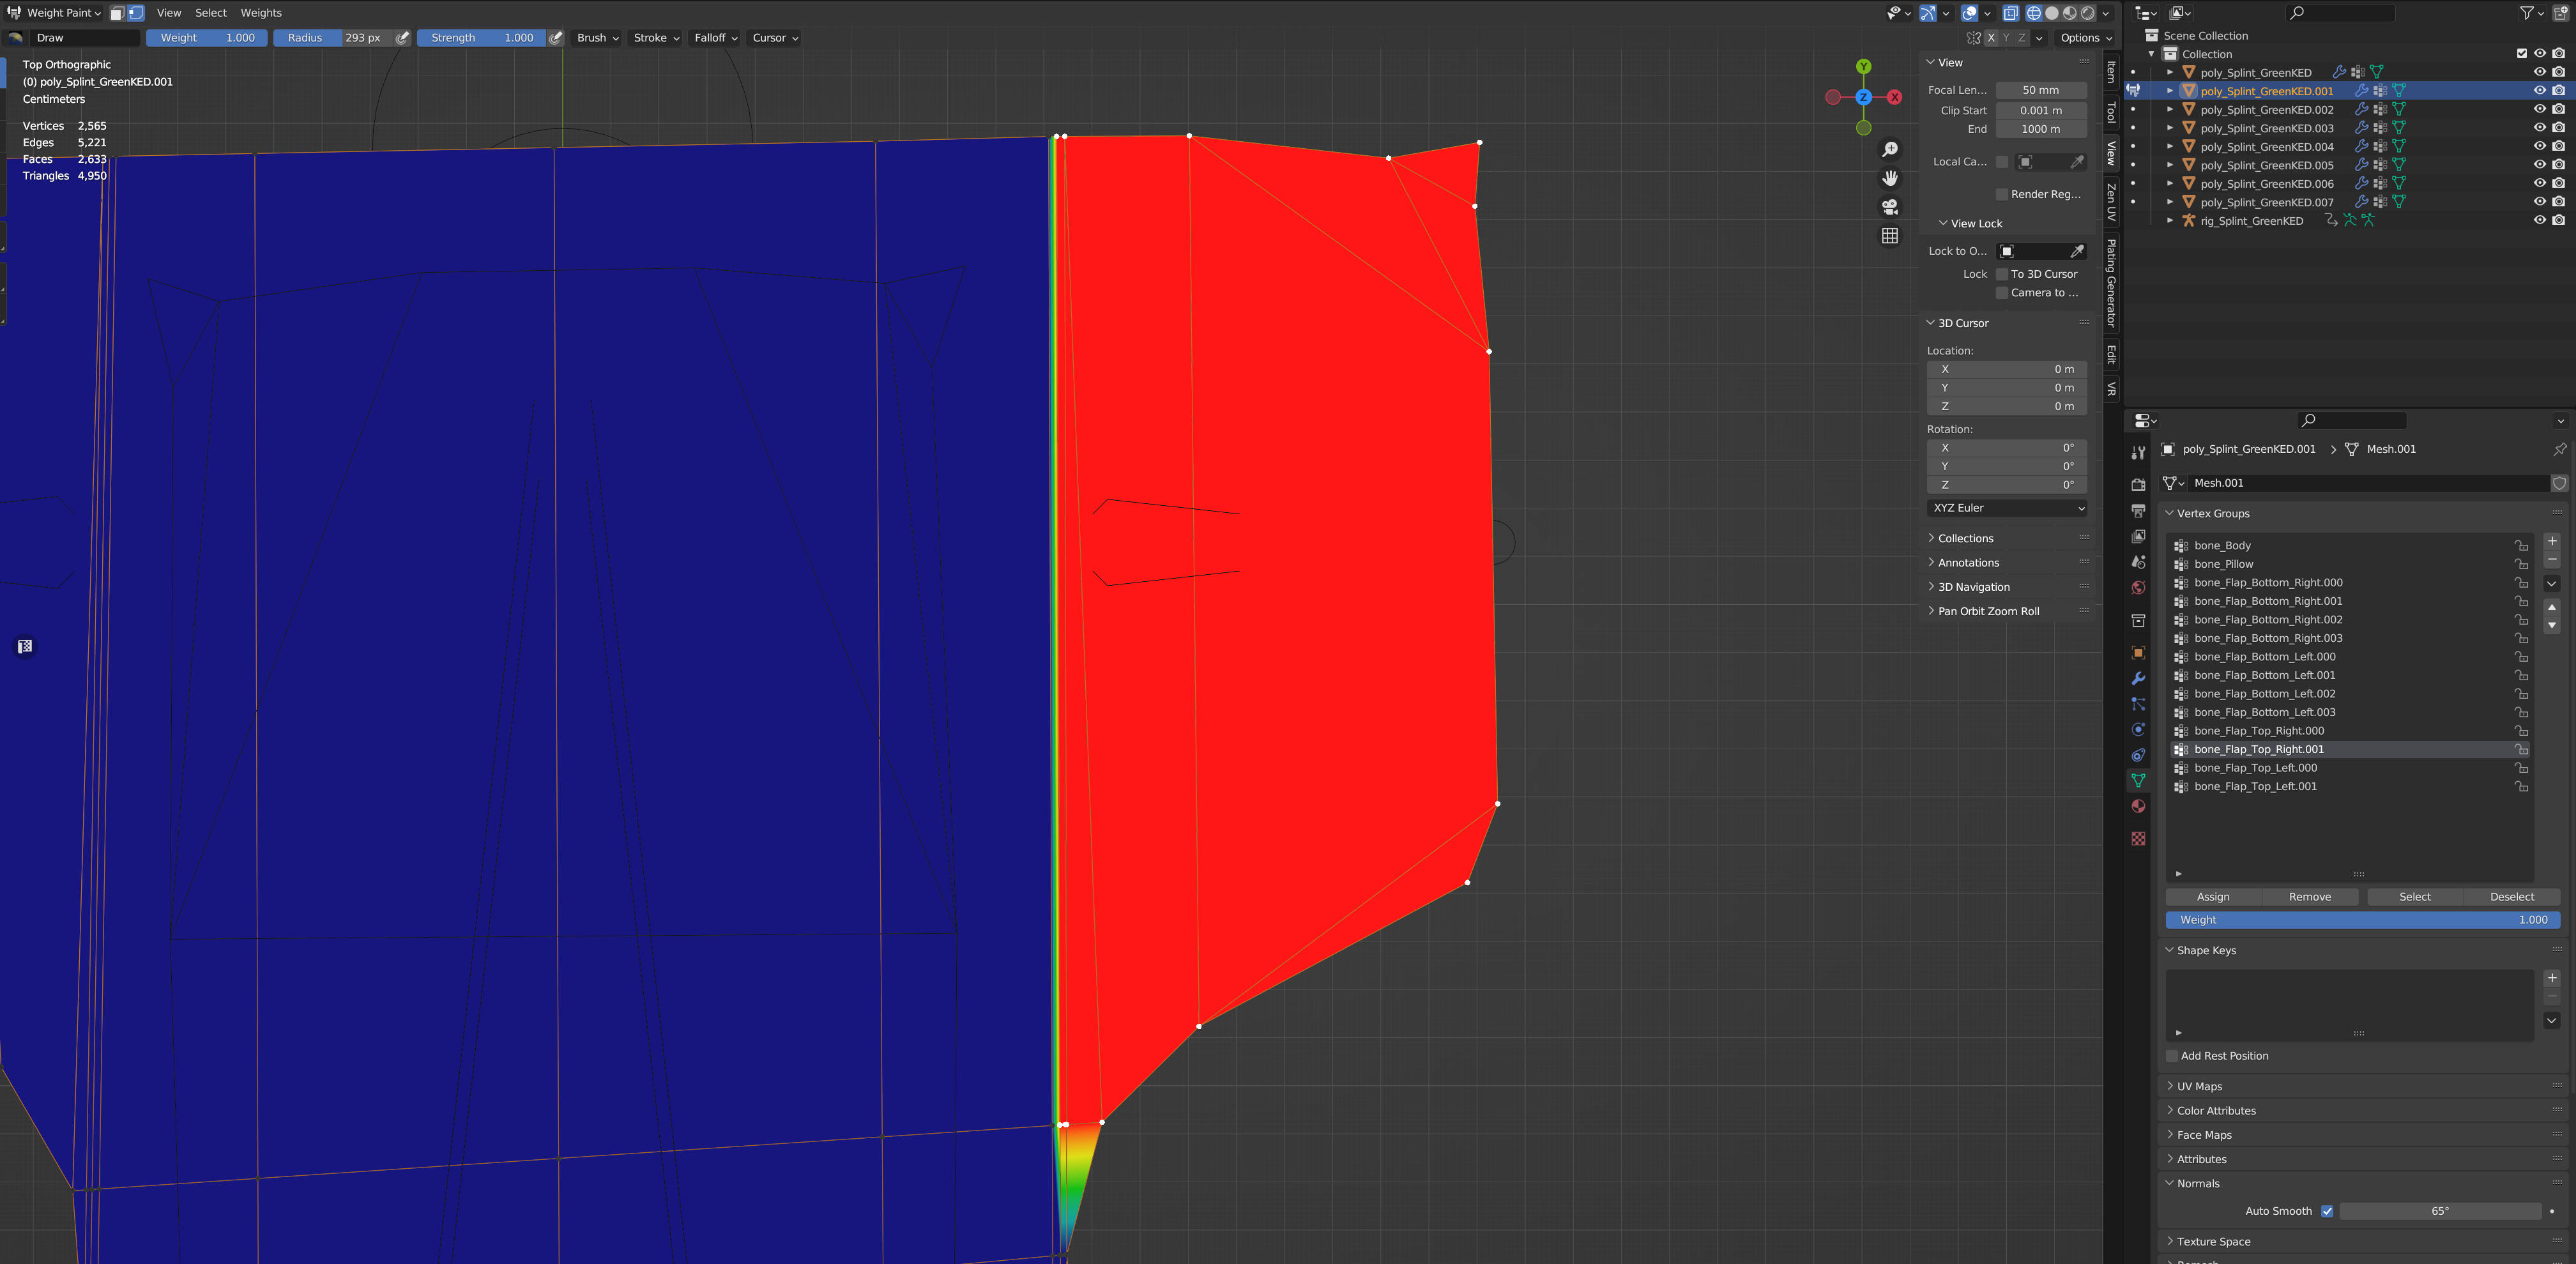 Weight Paint View Select Weights
Draw Weight 1.000 Radius 293 px Strength 1.000 Brush Stroke Falloff Cursor X Y Z Options
Top Orthographic
(0) poly_Splint_GreenKED.001
Centimeters
Vertices 2,565
Edges 5,221
Faces 2,633
Triangles 4,950
Y
Z X
View
Focal Len... 50 mm
Clip Start 0.001 m
End 1000 m
Local Ca...
Render Reg...
View Lock
Lock to O...
Lock To 3D Cursor
Camera to ...
3D Cursor
Location:
X 0 m
Y 0 m
Z 0 m
Rotation:
X 0°
Y 0°
Z 0°
XYZ Euler
Collections
Annotations
3D Navigation
Pan Orbit Zoom Roll
Item
Tool
View
Zen UV
Plating Generator
Edit
VR
Scene Collection
Collection
poly_Splint_GreenKED
poly_Splint_GreenKED.001
poly_Splint_GreenKED.002
poly_Splint_GreenKED.003
poly_Splint_GreenKED.004
poly_Splint_GreenKED.005
poly_Splint_GreenKED.006
poly_Splint_GreenKED.007
rig_Splint_GreenKED
poly_Splint_GreenKED.001 > Mesh.001
Mesh.001
Vertex Groups
bone_Body
bone_Pillow
bone_Flap_Bottom_Right.000
bone_Flap_Bottom_Right.001
bone_Flap_Bottom_Right.002
bone_Flap_Bottom_Right.003
bone_Flap_Bottom_Left.000
bone_Flap_Bottom_Left.001
bone_Flap_Bottom_Left.002
bone_Flap_Bottom_Left.003
bone_Flap_Top_Right.000
bone_Flap_Top_Right.001
bone_Flap_Top_Left.000
bone_Flap_Top_Left.001
Assign Remove Select Deselect
Weight 1.000
Shape Keys
Add Rest Position
UV Maps
Color Attributes
Face Maps
Attributes
Normals
Auto Smooth 65°
Texture Space